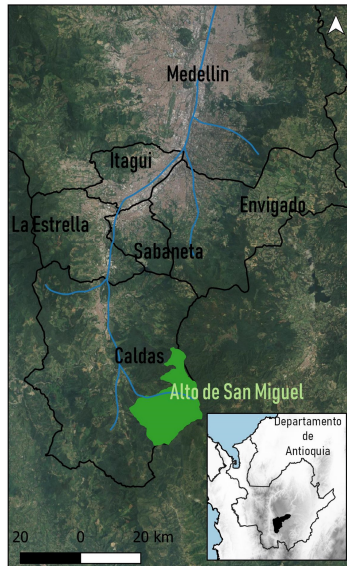 Medellin
Itagui
La Estrella
Envigado
Sabaneta
Caldas
Alto de San Miguel
Departamento
de
Antioquia
20 0 20 km